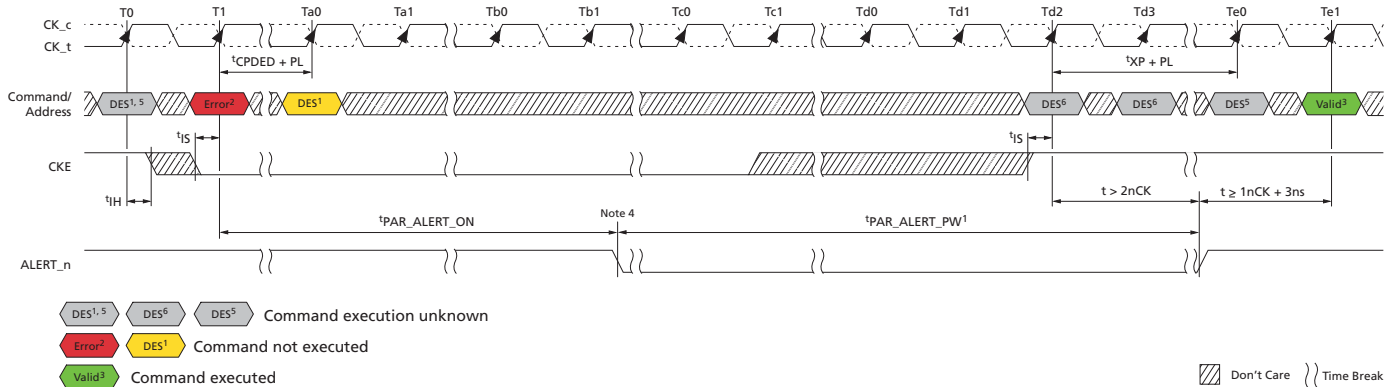 T0 T1 Ta0 Ta1 Tb0 Tb1 Tc0 Tc1 Td0 Td1 Td2 Td3 Te0 Te1
CK_c
CK_t
tCPDED + PL
tXP + PL
Command/
Address
DES1, 5
Error2
DES1
DES6
DES6
DES5
Valid3
tIS
tIS
CKE
tIH
t > 2nCK
t ≥ 1nCK + 3ns
tPAR_ALERT_ON
Note 4
tPAR_ALERT_PW1
ALERT_n
DES1, 5 DES6 DES5 Command execution unknown
Error2 DES1 Command not executed
Valid3 Command executed
Don't Care
Time Break